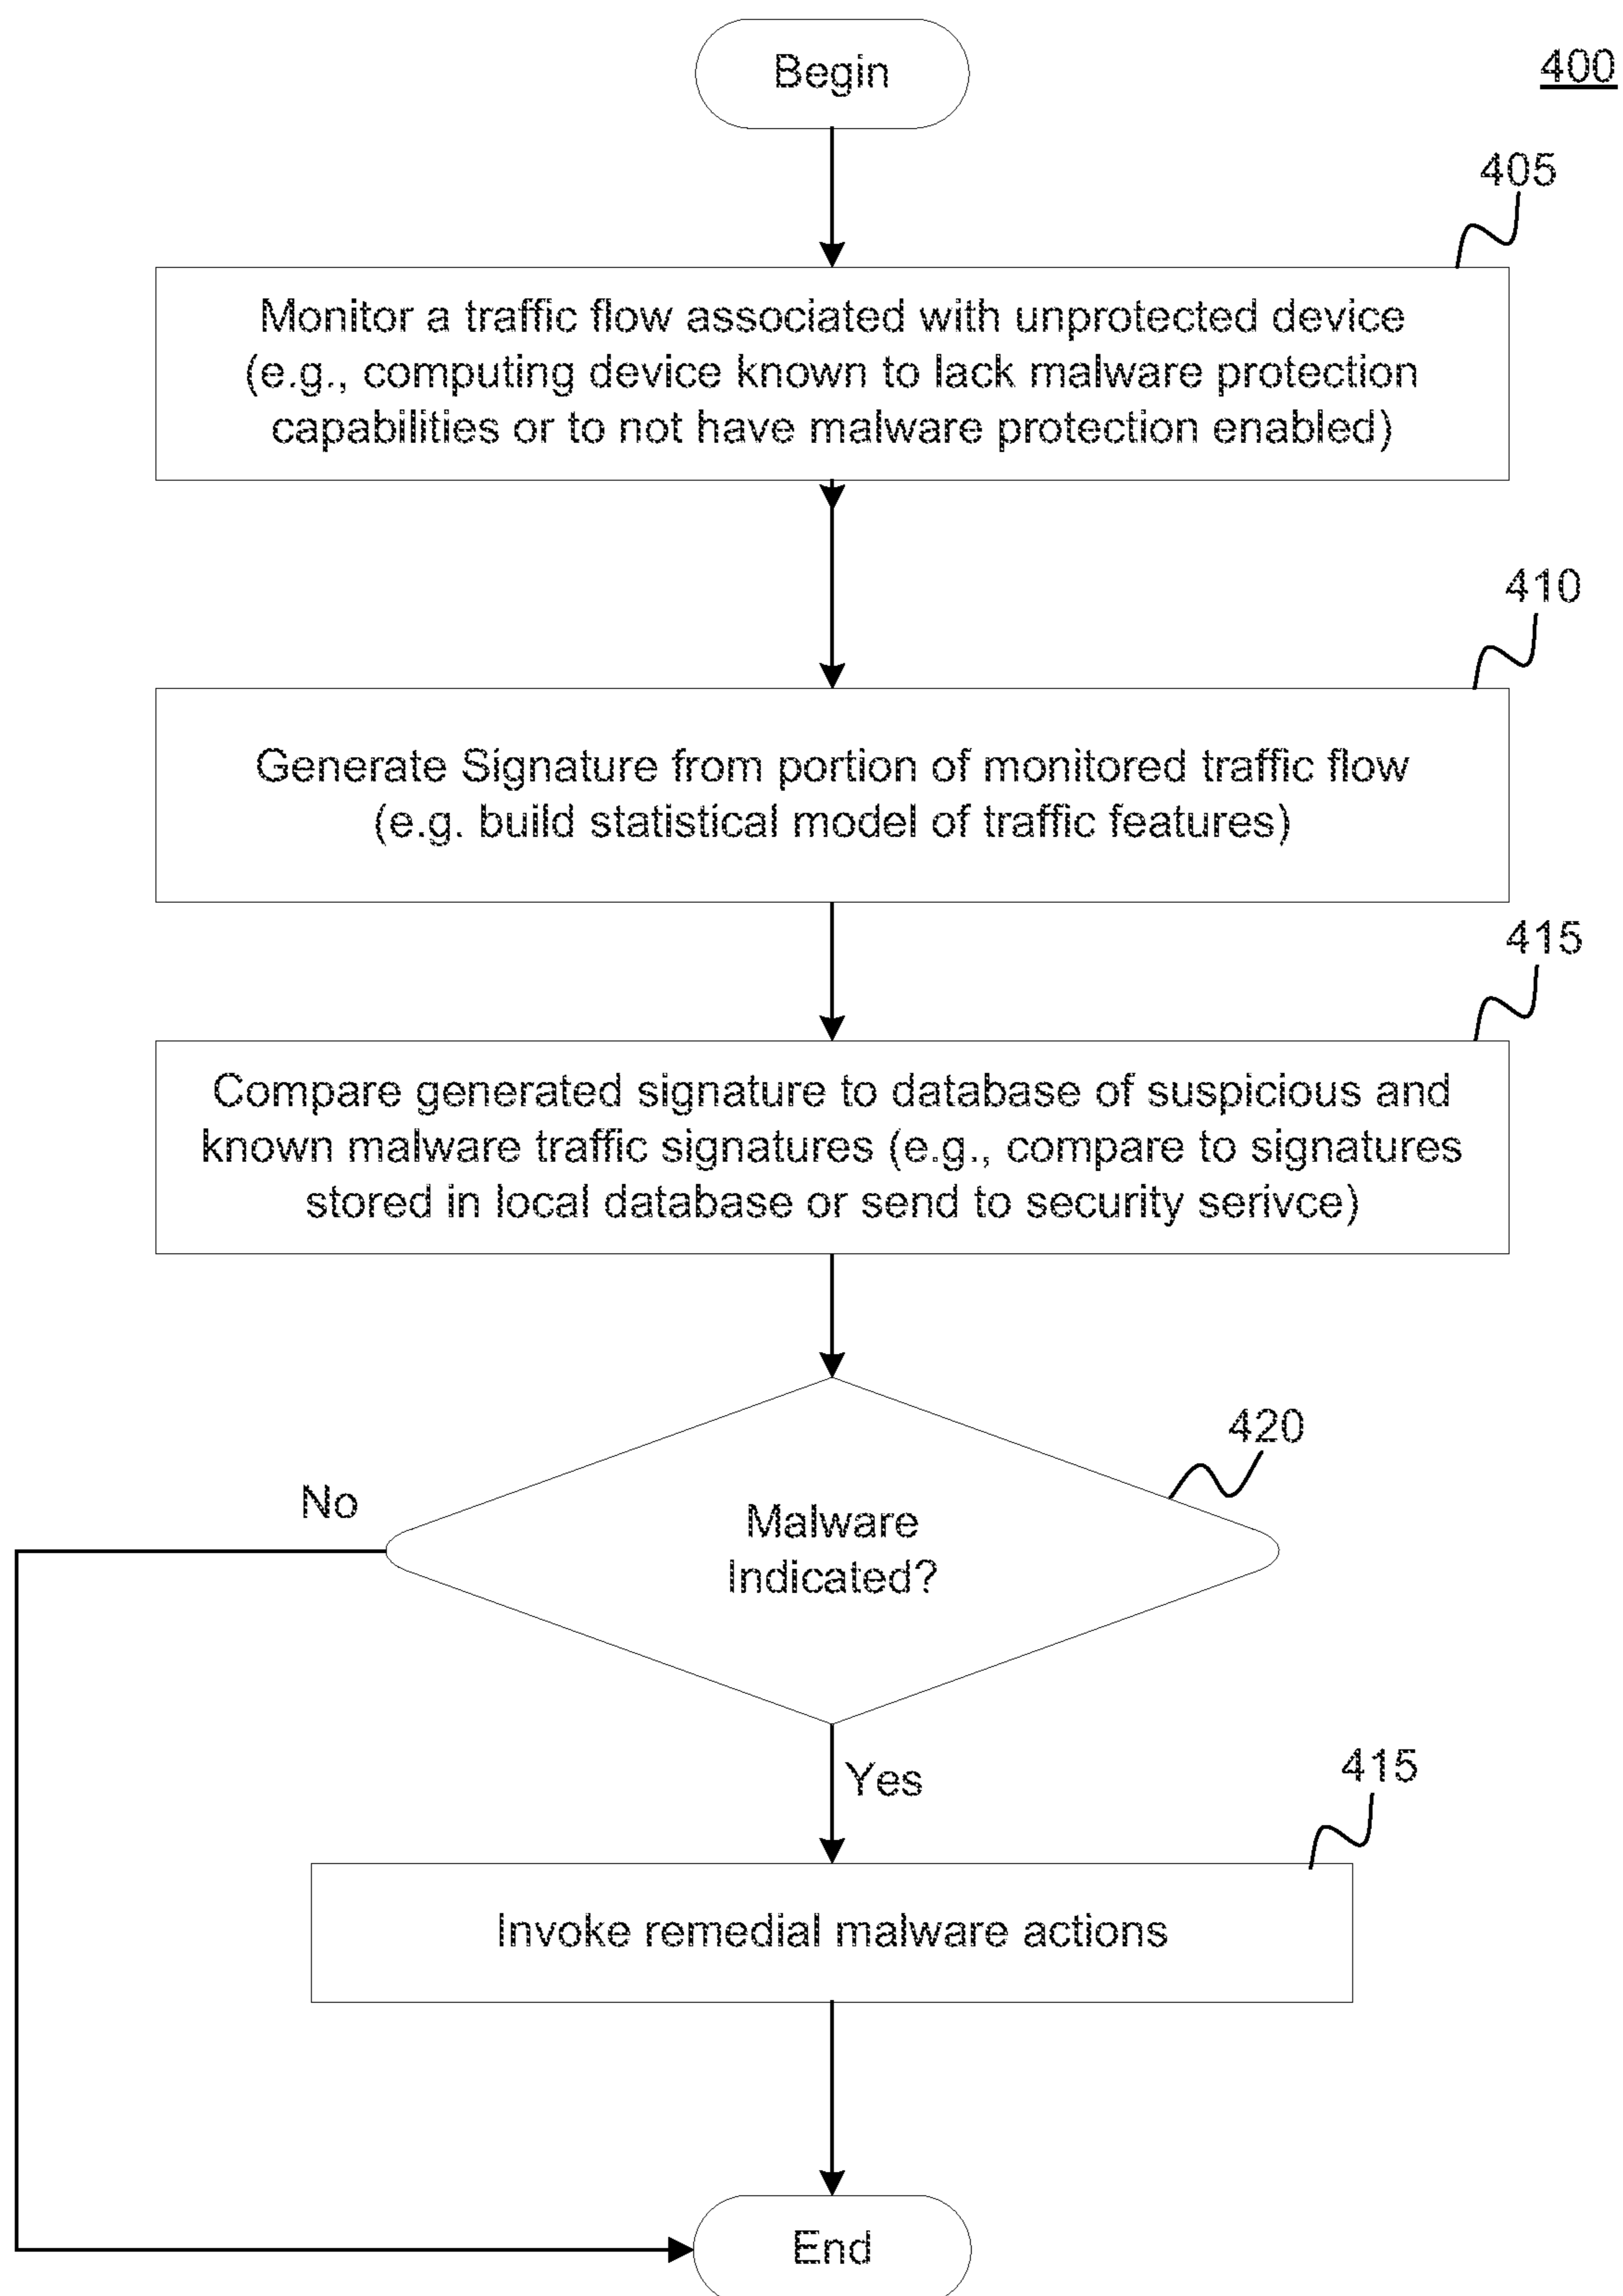 Begin
400
405
Monitor a traffic flow associated with unprotected device
(e.g., computing device known to lack malware protection
capabilities or to not have malware protection enabled)
410
Generate Signature from portion of monitored traffic flow
(e.g. build statistical model of traffic features)
415
Compare generated signature to database of suspicious and
known malware traffic signatures (e.g., compare to signatures
stored in local database or send to security serivce)
420
No
Malware
Indicated?
Yes
415
Invoke remedial malware actions
End